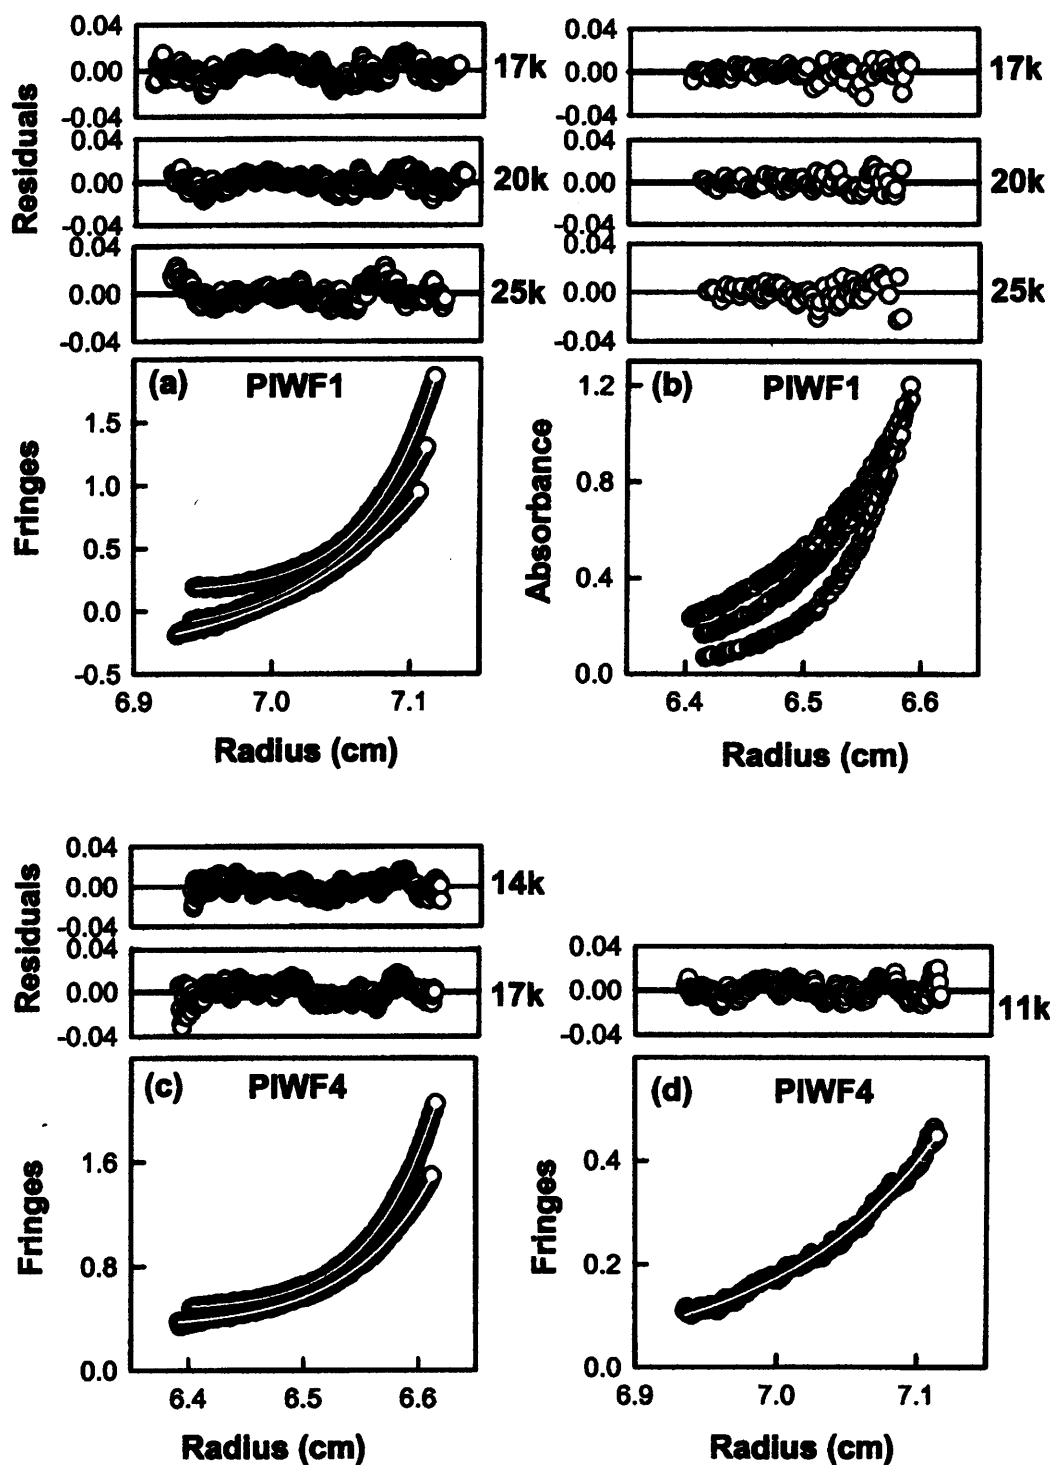 Residuals
0.04
0.00
-0.04
17k
0.04
0.00
-0.04
20k
0.04
0.00
-0.04
25k
0.04
0.00
-0.04
17k
0.04
0.00
-0.04
20k
0.04
0.00
-0.04
25k
(a) PIWF1
Fringes
1.5
1.0
0.5
0.0
-0.5
6.9 7.0 7.1
Radius (cm)
(b) PIWF1
Absorbance
1.2
0.8
0.4
0.0
6.4 6.5 6.6
Radius (cm)
Residuals
0.04
0.00
-0.04
14k
0.04
0.00
-0.04
17k
0.04
0.00
-0.04
11k
(c) PIWF4
Fringes
1.6
0.8
0.0
6.4 6.5 6.6
Radius (cm)
(d) PIWF4
Fringes
0.4
0.2
0.0
6.9 7.0 7.1
Radius (cm)